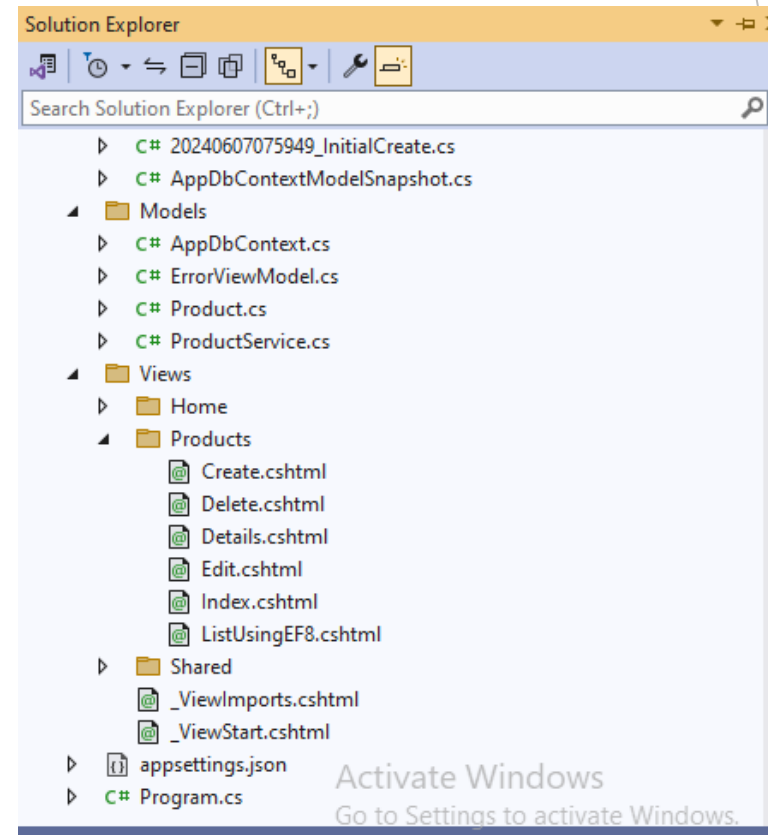 Solution Explorer
Search Solution Explorer (Ctrl+;)
C# 20240607075949_InitialCreate.cs
C# AppDbContextModelSnapshot.cs
Models
C# AppDbContext.cs
C# ErrorViewModel.cs
C# Product.cs
C# ProductService.cs
Views
Home
Products
Create.cshtml
Delete.cshtml
Details.cshtml
Edit.cshtml
Index.cshtml
ListUsingEF8.cshtml
Shared
_ViewImports.cshtml
_ViewStart.cshtml
appsettings.json
C# Program.cs
Activate Windows
Go to Settings to activate Windows.